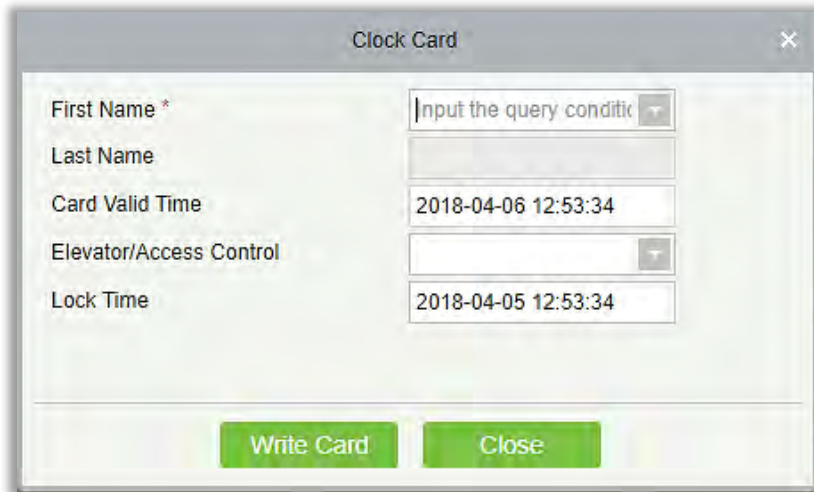 Clock Card
First Name *
Input the query conditic
Last Name
Card Valid Time
2018-04-06 12:53:34
Elevator/Access Control
Lock Time
2018-04-05 12:53:34
Write Card
Close